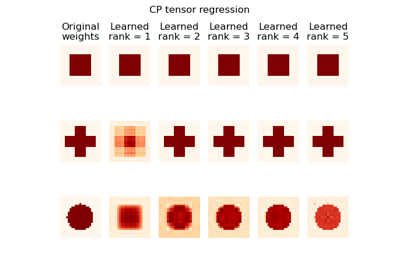 CP tensor regression
Original weights
Learned rank = 1
Learned rank = 2
Learned rank = 3
Learned rank = 4
Learned rank = 5